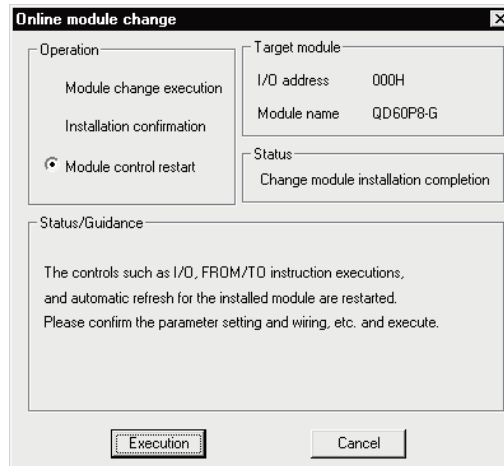 Online module change
Operation
Module change execution
Installation confirmation
Module control restart
Target module
I/O address 000H
Module name QD60P8-G
Status
Change module installation completion
Status/Guidance
The controls such as I/O, FROM/TO instruction executions,
and automatic refresh for the installed module are restarted.
Please confirm the parameter setting and wiring, etc. and execute.
Execution
Cancel